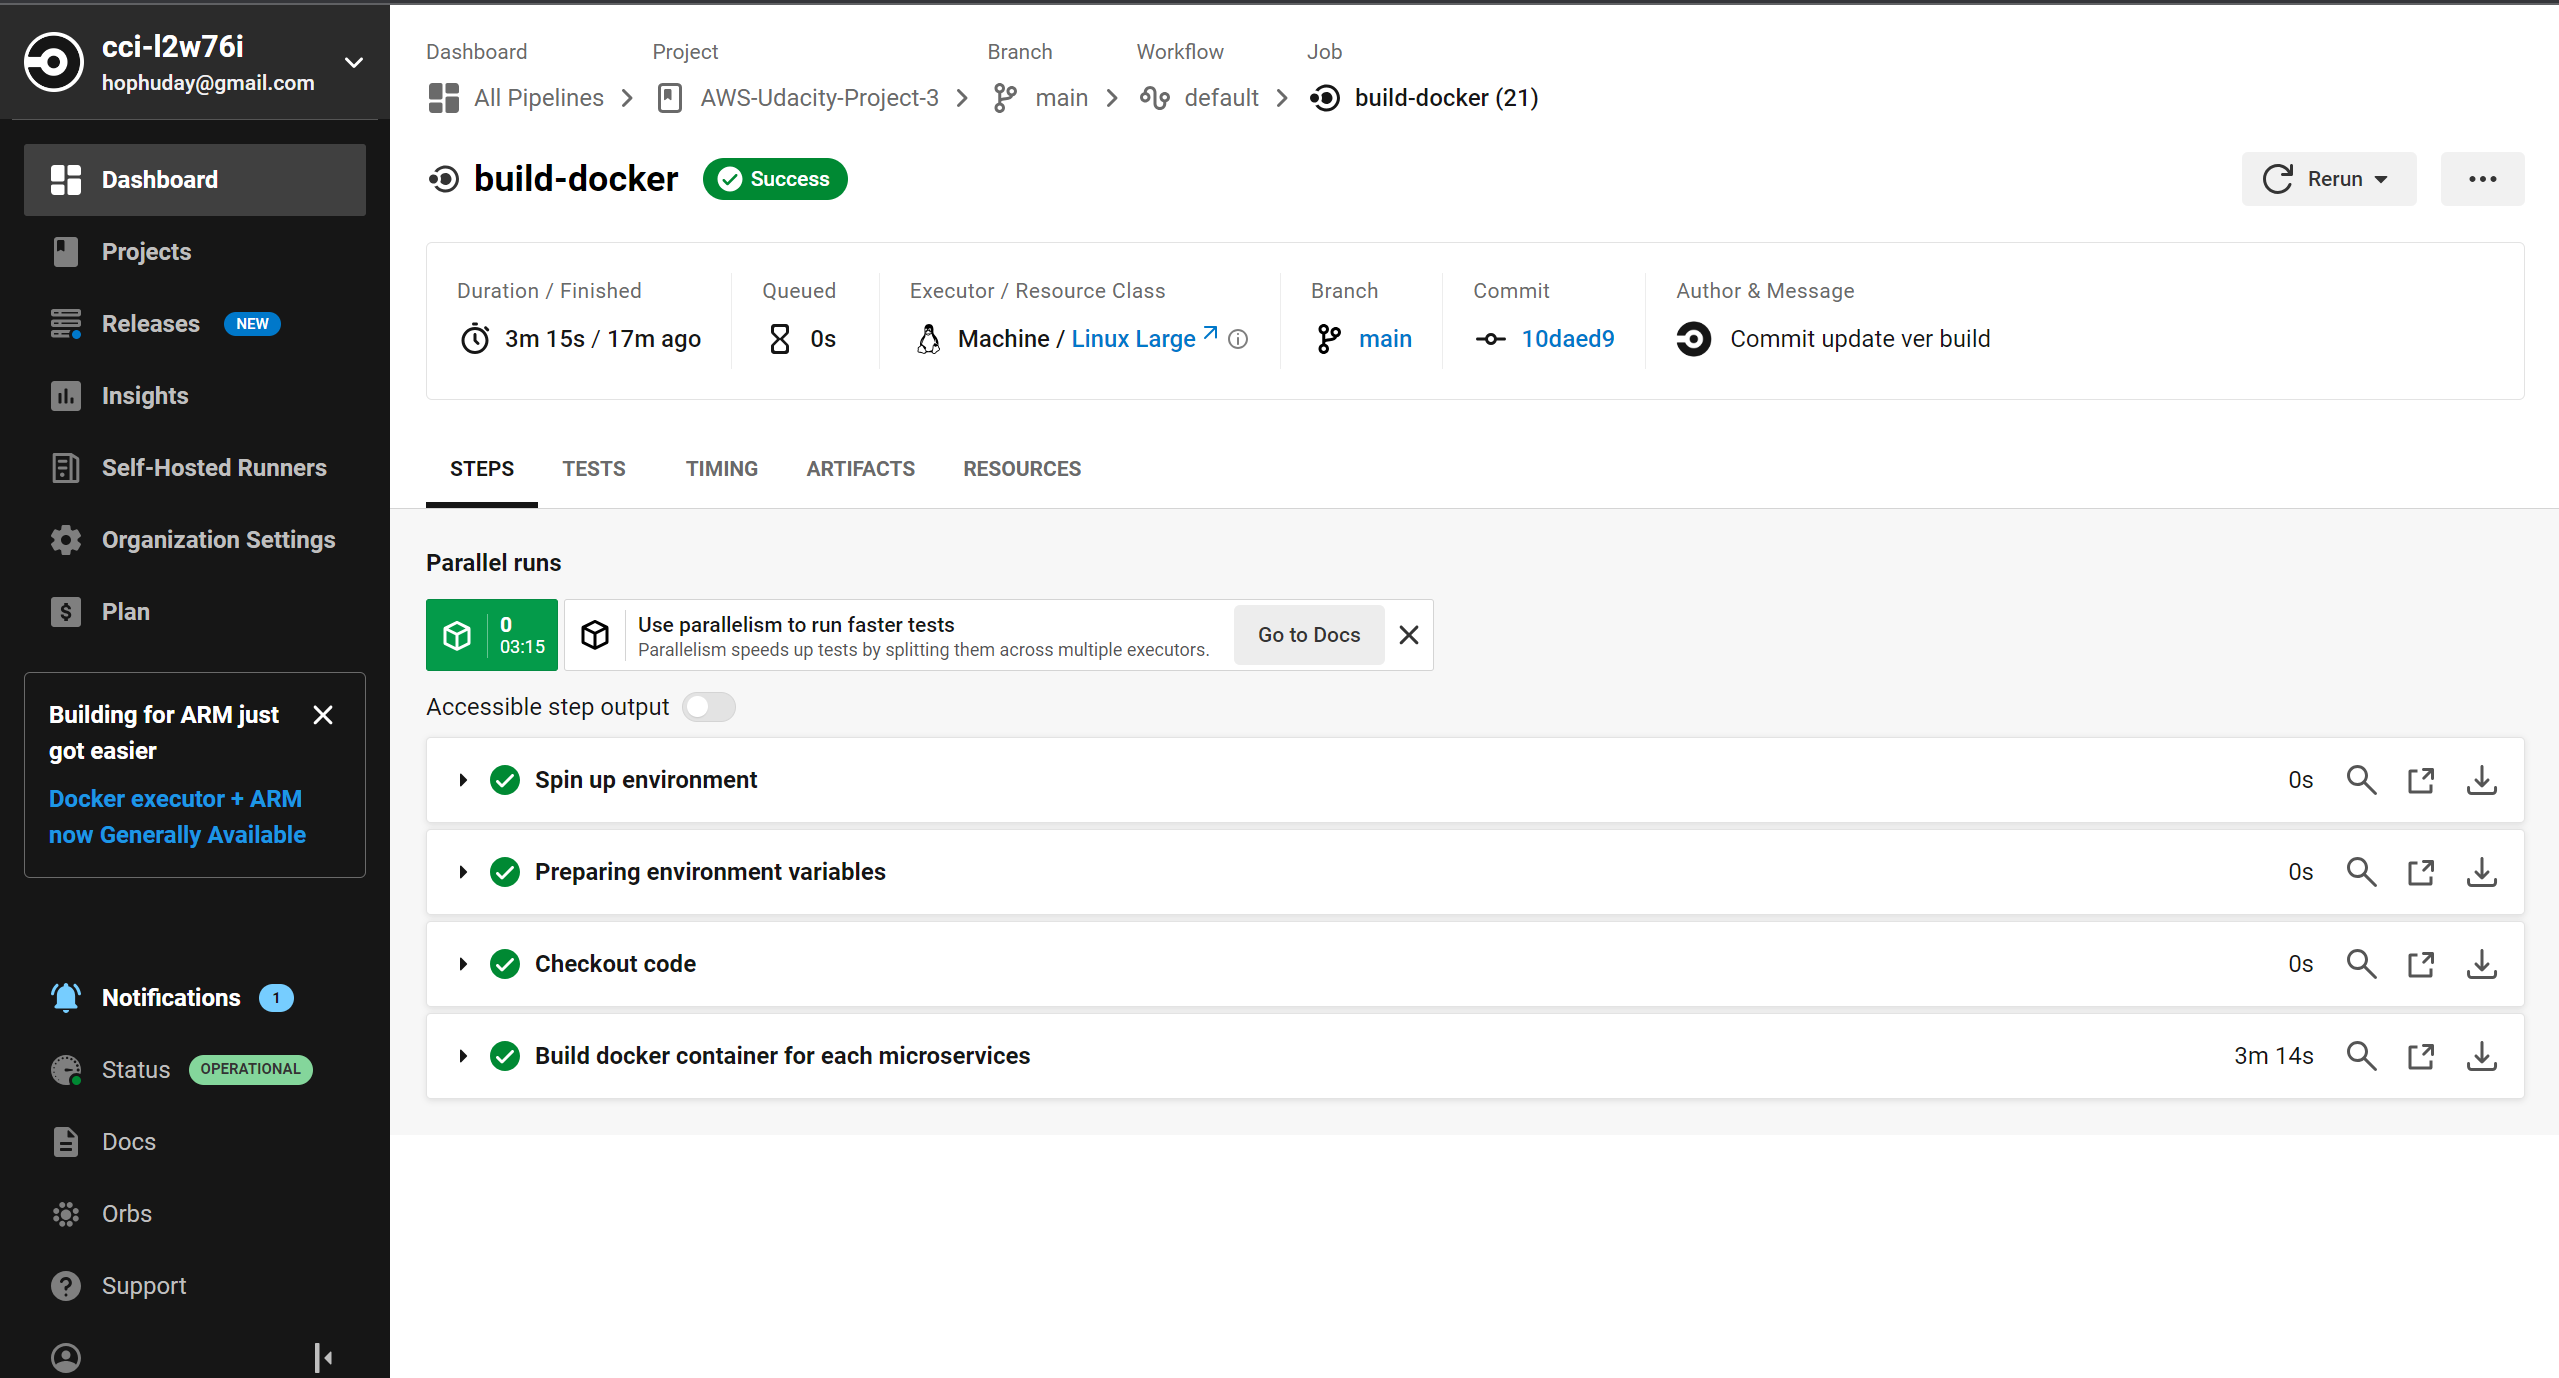 cci-l2w76i
hophuday@gmail.com
Dashboard
Projects
Releases NEW
Insights
Self-Hosted Runners
Organization Settings
Plan
Building for ARM just
got easier
Docker executor + ARM
now Generally Available
Notifications 1
Status OPERATIONAL
Docs
Orbs
Support
Dashboard Project Branch Workflow Job
All Pipelines AWS-Udacity-Project-3 main default build-docker (21)
build-docker Success Rerun
Duration / Finished Queued Executor / Resource Class Branch Commit Author & Message
3m 15s / 17m ago 0s Machine / Linux Large main 10daed9 Commit update ver build
STEPS TESTS TIMING ARTIFACTS RESOURCES
Parallel runs
0
03:15
Use parallelism to run faster tests
Parallelism speeds up tests by splitting them across multiple executors.
Go to Docs
Accessible step output
Spin up environment 0s
Preparing environment variables 0s
Checkout code 0s
Build docker container for each microservices 3m 14s